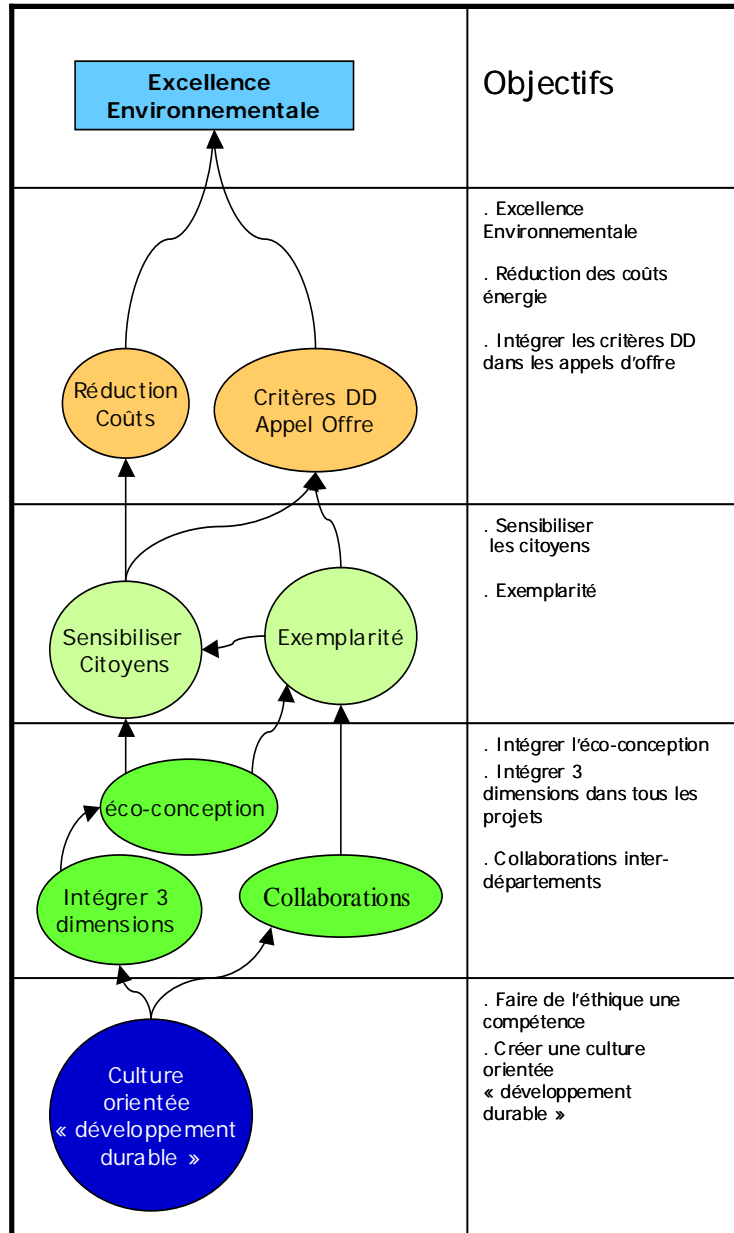 Excellence
Environnementale
Objectifs
Réduction
Coûts
Critères DD
Appel Offre
. Excellence
Environnementale
. Réduction des coûts
énergie
. Intégrer les critères DD
dans les appels d'offre
Sensibiliser
Citoyens
Exemplarité
. Sensibiliser
les citoyens
. Exemplarité
éco-conception
Intégrer 3
dimensions
Collaborations
. Intégrer l'éco-conception
. Intégrer 3
dimensions dans tous les
projets
. Collaborations inter-
départements
Culture
orientée
« développement
durable »
. Faire de l'éthique une
compétence
. Créer une culture
orientée
« développement
durable »